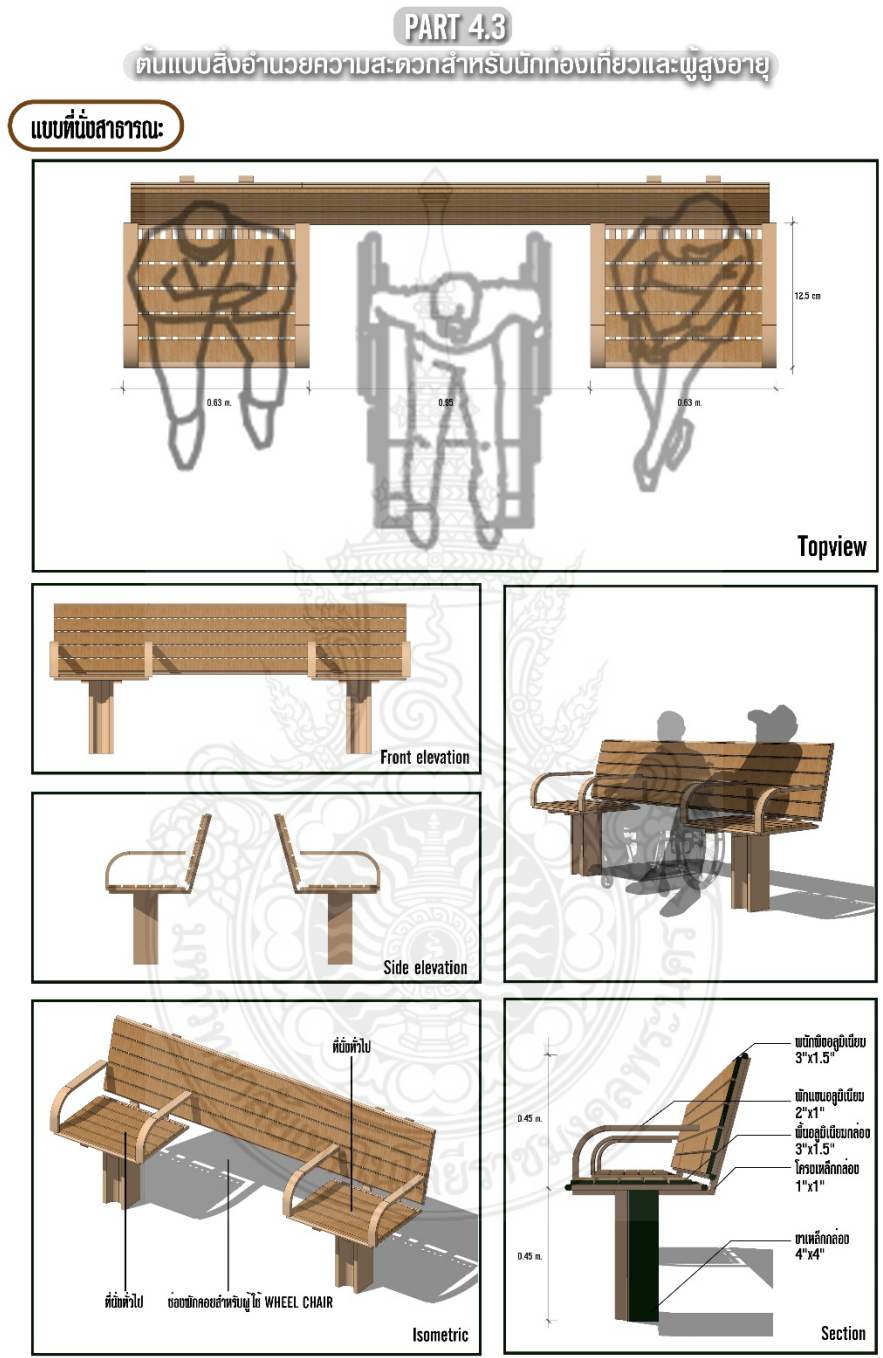 PART 4.3
ต้นแบบสิ่งอำนวยความสะดวกสำหรับนักท่องเที่ยวและผู้สูงอายุ
แบบที่นั่งสาธารณะ
12.5 cm
0.63 m.
0.95
0.63 m.
Topview
Front elevation
Side elevation
ที่นั่งทั่วไป
ที่นั่งทั่วไป
ช่องพักคอยสำหรับผู้ใช้ WHEEL CHAIR
Isometric
พนักพิงอลูมิเนียม
3"x1.5"
พักแขนอลูมิเนียม
2"x1"
พื้นอลูมิเนียมกล่อง
3"x1.5"
โครงเหล็กกล่อง
1"x1"
ขาเหล็กกล่อง
4"x4"
0.45 m.
0.45 m.
Section